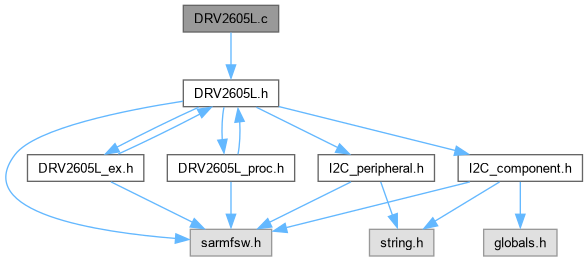 DRV2605L.c
DRV2605L.h
DRV2605L_ex.h
DRV2605L_proc.h
I2C_peripheral.h
I2C_component.h
sarmfsw.h
string.h
globals.h